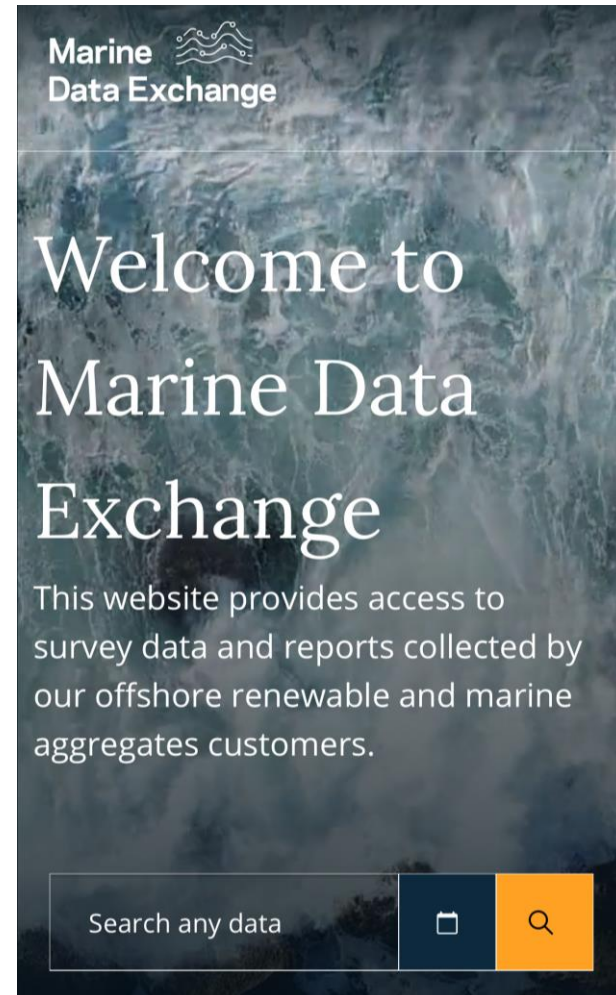 Marine
Data Exchange
Welcome to
Marine Data
Exchange
This website provides access to
survey data and reports collected by
our offshore renewable and marine
aggregates customers.
Search any data